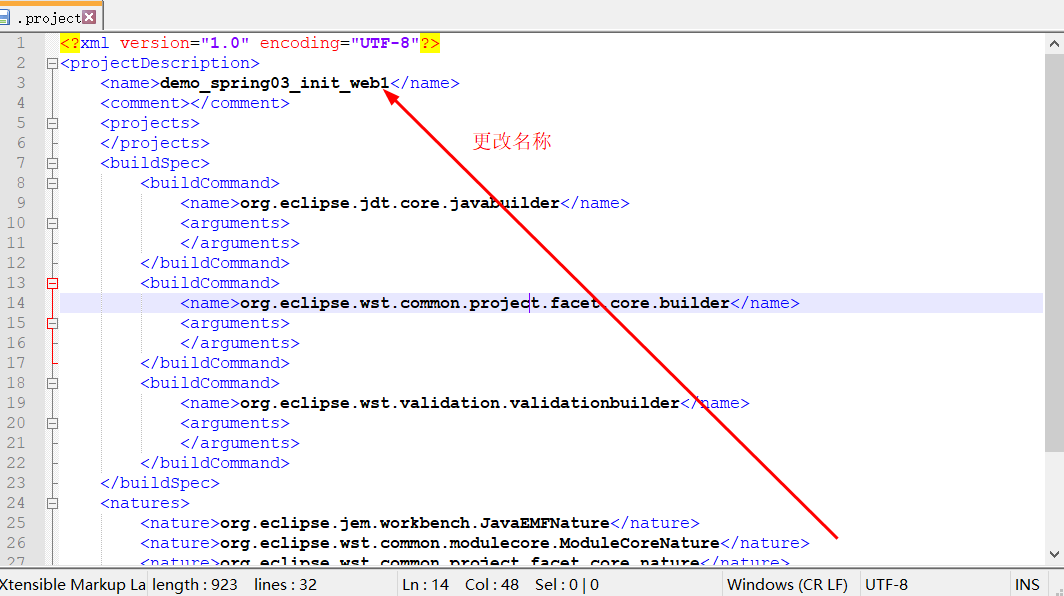 .project
1 <?xml version="1.0" encoding="UTF-8"?>
2 <projectDescription>
3 <name>demo_spring03_init_web1</name>
4 <comment></comment>
更改名称
5 <projects>
6 </projects>
7 <buildSpec>
8 <buildCommand>
9 <name>org.eclipse.jdt.core.javabuilder</name>
10 <arguments>
11 </arguments>
12 </buildCommand>
13 <buildCommand>
14 <name>org.eclipse.wst.common.project.facet.core.builder</name>
15 <arguments>
16 </arguments>
17 </buildCommand>
18 <buildCommand>
19 <name>org.eclipse.wst.validation.validationbuilder</name>
20 <arguments>
21 </arguments>
22 </buildCommand>
23 </buildSpec>
24 <natures>
25 <nature>org.eclipse.jem.workbench.JavaEMFNature</nature>
26 <nature>org.eclipse.wst.common.modulecore.ModuleCoreNature</nature>
27 <nature>org.eclipse.wst.common.project.facet.core.nature</nature>
Xtensible Markup La length : 923 lines : 32 Ln : 14 Col : 48 Sel : 0 | 0 Windows (CR LF) UTF-8 INS